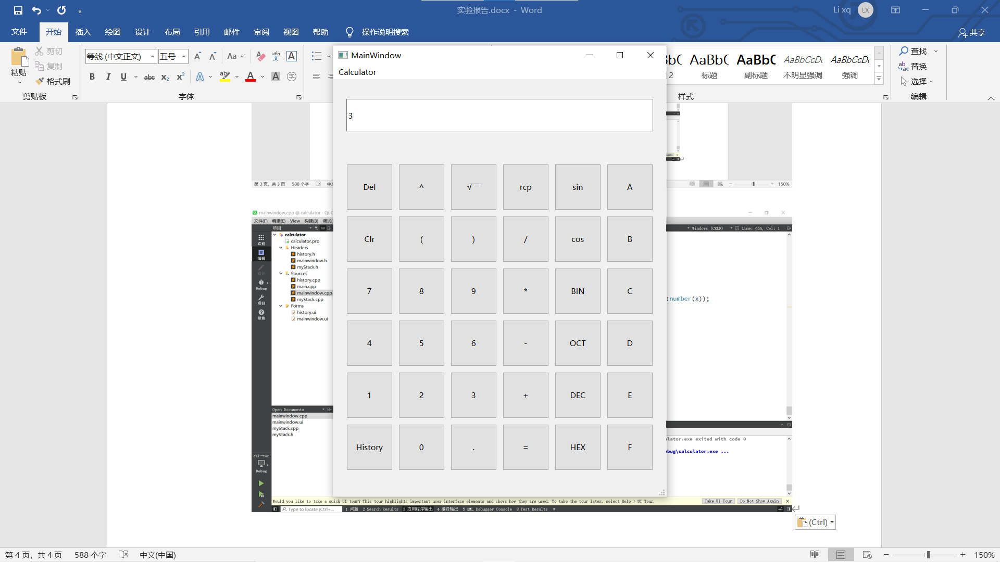 实验报告.docx - Word
Li xq
LX
文件 开始 插入 绘图 设计 布局 引用 邮件 审阅 视图 帮助 操作说明搜索 共享
粘贴
剪切
复制
格式刷
剪贴板
等线 (中文正文) 五号
字体
标题
副标题
不明显强调
强调
样式
查找
替换
选择
编辑
MainWindow
Calculator
3
Del ^ √￣ rcp sin A
Clr ( ) / cos B
7 8 9 * BIN C
4 5 6 - OCT D
1 2 3 + DEC E
History 0 . = HEX F
第 3 页，共 3 页 588 个字
150%
mainwindow.cpp @ calculator - Qt C
文件(F) 编辑(E) View 构建(B) 调试(
项目
Windows (CRLF) Line: 656, Col: 1
欢迎
编辑
设计
Debug
项目
帮助
calculator
calculator.pro
Headers
history.h
mainwindow.h
myStack.h
Sources
history.cpp
main.cpp
mainwindow.cpp
myStack.cpp
Forms
history.ui
mainwindow.ui
:number(x));
Open Documents
mainwindow.cpp
mainwindow.ui
myStack.cpp
myStack.h
cal···tor
Debug
lator.exe exited with code 0
bug\calculator.exe ...
Would you like to take a quick UI tour? This tour highlights important user interface elements and shows how they are used. To take the tour later, select Help > UI Tour.
Take UI Tour Do Not Show Again
Type to locate (Ctrl+... 1 问题 2 Search Results 3 应用程序输出 4 编译输出 5 QML Debugger Console 8 Test Results
(Ctrl)
第 4 页，共 4 页 588 个字 中文(中国) 150%